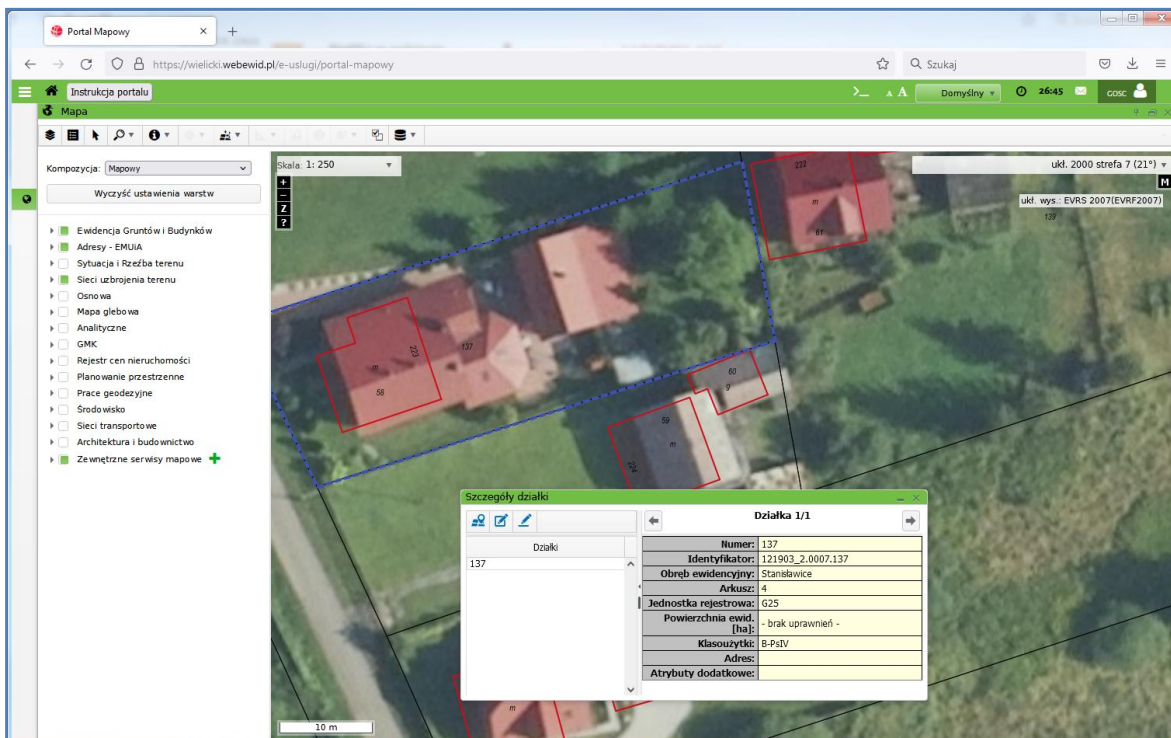 Portal Mapowy × +
https://wielicki.webewid.pl/e-uslugi/portal-mapowy
Szukaj
Instrukcja portalu
>_ A A Domyślny 26:45 GOSC
Mapa
Kompozycja: Mapowy
Wyczyść ustawienia warstw
Ewidencja Gruntów i Budynków
Adresy - EMUiA
Sytuacja i Rzeźba terenu
Sieci uzbrojenia terenu
Osnowa
Mapa glebowa
Analityczne
GMK
Rejestr cen nieruchomości
Planowanie przestrzenne
Prace geodezyjne
Środowisko
Sieci transportowe
Architektura i budownictwo
Zewnętrzne serwisy mapowe
Skala: 1: 250
+
−
Z
?
ukł. 2000 strefa 7 (21°)
M
ukł. wys.: EVRS 2007(EVRF2007)
139
222
m
61
137
223
m
58
60
g
59
m
224
m
10 m
Szczegóły działki
Działki
137
Działka 1/1
Numer: 137
Identyfikator: 121903_2.0007.137
Obręb ewidencyjny: Stanisławice
Arkusz: 4
Jednostka rejestrowa: G25
Powierzchnia ewid.
[ha]: - brak uprawnień -
Klasoużytki: B-PsIV
Adres:
Atrybuty dodatkowe: